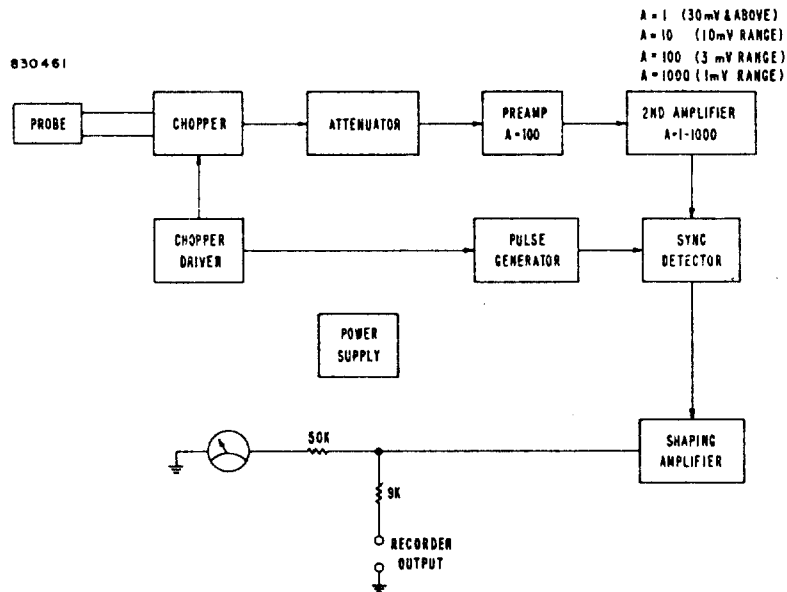 A=1 (30mV & ABOVE)
A=10 (10mV RANGE)
A=100 (3 mV RANGE)
A=1000 (1mV RANGE)
830461
PROBE
CHOPPER
ATTENUATOR
PREAMP
A=100
2ND AMPLIFIER
A=1-1000
CHOPPER
DRIVEN
PULSE
GENERATOR
SYNC
DETECTOR
POWER
SUPPLY
50K
SHAPING
AMPLIFIER
9K
RECORDER
OUTPUT